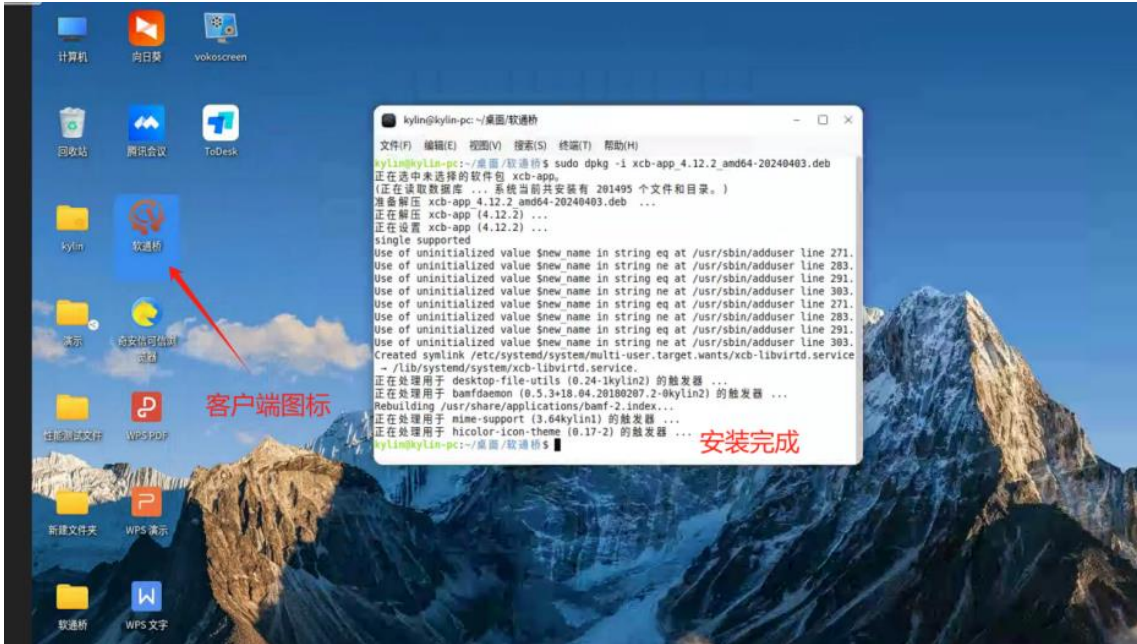 计算机
向日葵
vokoscreen
回收站
腾讯会议
ToDesk
kylin
软通桥
演示
奇安信可信浏览器
性能测试文件
WPS PDF
新建文件夹
WPS 演示
软通桥
WPS 文字
客户端图标
kylin@kylin-pc: ~/桌面/软通桥
文件(F) 编辑(E) 视图(V) 搜索(S) 终端(T) 帮助(H)
kylin@kylin-pc:~/桌面/软通桥$ sudo dpkg -i xcb-app_4.12.2_amd64-20240403.deb
正在选中未选择的软件包 xcb-app。
(正在读取数据库 ... 系统当前共安装有 201495 个文件和目录。)
准备解压 xcb-app_4.12.2_amd64-20240403.deb ...
正在解压 xcb-app (4.12.2) ...
正在设置 xcb-app (4.12.2) ...
single supported
Use of uninitialized value $new_name in string eq at /usr/sbin/adduser line 271.
Use of uninitialized value $new_name in string ne at /usr/sbin/adduser line 283.
Use of uninitialized value $new_name in string eq at /usr/sbin/adduser line 291.
Use of uninitialized value $new_name in string ne at /usr/sbin/adduser line 303.
Use of uninitialized value $new_name in string eq at /usr/sbin/adduser line 271.
Use of uninitialized value $new_name in string ne at /usr/sbin/adduser line 283.
Use of uninitialized value $new_name in string eq at /usr/sbin/adduser line 291.
Use of uninitialized value $new_name in string ne at /usr/sbin/adduser line 303.
Created symlink /etc/systemd/system/multi-user.target.wants/xcb-libvirtd.service
→ /lib/systemd/system/xcb-libvirtd.service.
正在处理用于 desktop-file-utils (0.24-1kylin2) 的触发器 ...
正在处理用于 bamfdaemon (0.5.3+18.04.20180207.2-0kylin2) 的触发器 ...
Rebuilding /usr/share/applications/bamf-2.index...
正在处理用于 mime-support (3.64kylin1) 的触发器 ...
正在处理用于 hicolor-icon-theme (0.17-2) 的触发器 ...
kylin@kylin-pc:~/桌面/软通桥$
安装完成